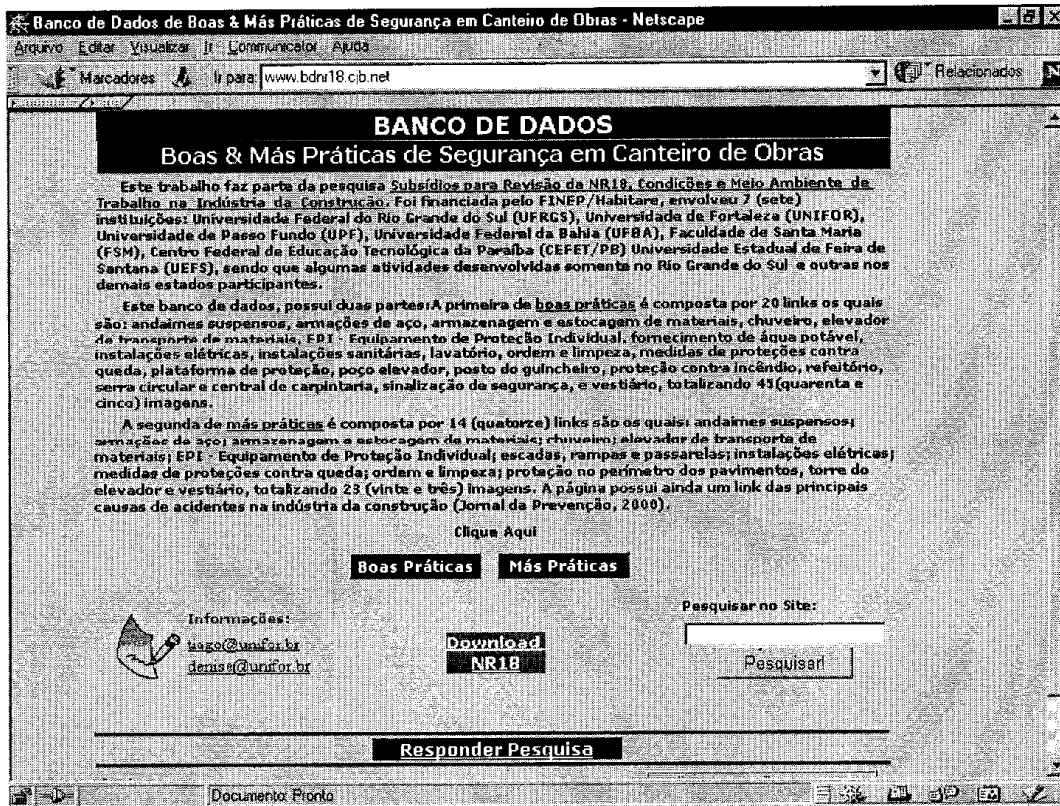 Banco de Dados de Boas & Más Práticas de Segurança em Canteiro de Obras - Netscape
Arquivo Editar Visualizar Ir Communicator Ajuda
Marcadores Ir para: www.bdnr18.cjb.net Relacionados
BANCO DE DADOS
Boas & Más Práticas de Segurança em Canteiro de Obras
Este trabalho faz parte da pesquisa Subsídios para Revisão da NR18, Condições e Meio Ambiente de
Trabalho na Indústria da Construcão. Foi financiada pelo FINEP/Habitare, envolveu 7 (sete)
instituições: Universidade Federal do Rio Grande do Sul (UFRGS), Universidade de Fortaleza (UNIFOR),
Universidade de Passo Fundo (UPF), Universidade Federal da Bahia (UFBA), Faculdade de Santa Maria
(FSM), Centro Federal de Educação Tecnológica da Paraíba (CEFET/PB) Universidade Estadual de Feira de
Santana (UEFS), sendo que algumas atividades desenvolvidas somente no Rio Grande do Sul e outras nos
demais estados participantes.
Este banco de dados, possui duas partes:A primeira de boas práticas é composta por 20 links os quais
são: andaimes suspensos, armações de aço, armazenagem e estocagem de materiais, chuveiro, elevador
de transporte de materiais, EPI - Equipamento de Proteção Individual, fornecimento de água potável,
instalações elétricas, instalações sanitárias, lavatório, ordem e limpeza, medidas de proteções contra
queda, plataforma de proteção, poço elevador, posto do guincheiro, proteção contra incêndio, refeitório,
serra circular e central de carpintaria, sinalização de segurança, e vestiário, totalizando 45(quarenta e
cinco) imagens.
A segunda de más práticas é composta por 14 (quatorze) links são os quais: andaimes suspensos;
armações de aço; armazenagem e estocagem de materiais; chuveiro; elevador de transporte de
materiais; EPI - Equipamento de Proteção Individual; escadas, rampas e passarelas; instalações elétricas;
medidas de proteções contra queda; ordem e limpeza; proteção no perímetro dos pavimentos, torre do
elevador e vestiário, totalizando 23 (vinte e três) imagens. A página possui ainda um link das principais
causas de acidentes na indústria da construção (Jornal da Prevenção, 2000).
Clique Aqui
Boas Práticas Más Práticas
Informações:
tiago@unifor.br
denise@unifor.br
Download
NR18
Pesquisar no Site:
Pesquisar!
Responder Pesquisa
Documento: Pronto